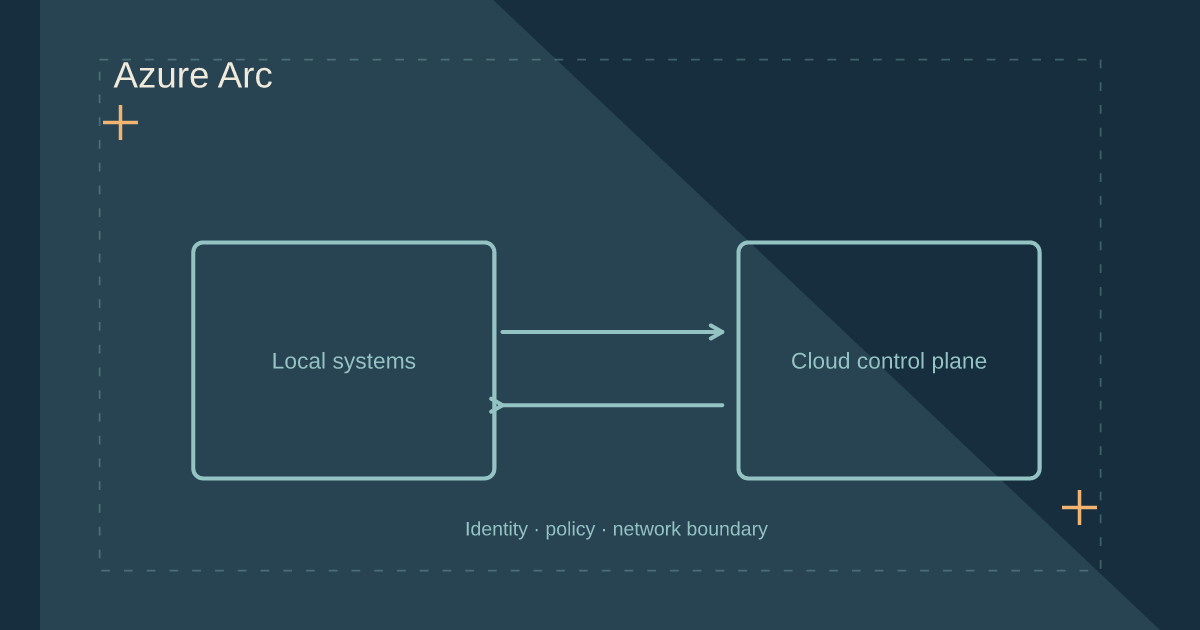 Azure Arc
Local systems
Cloud control plane
Identity · policy · network boundary